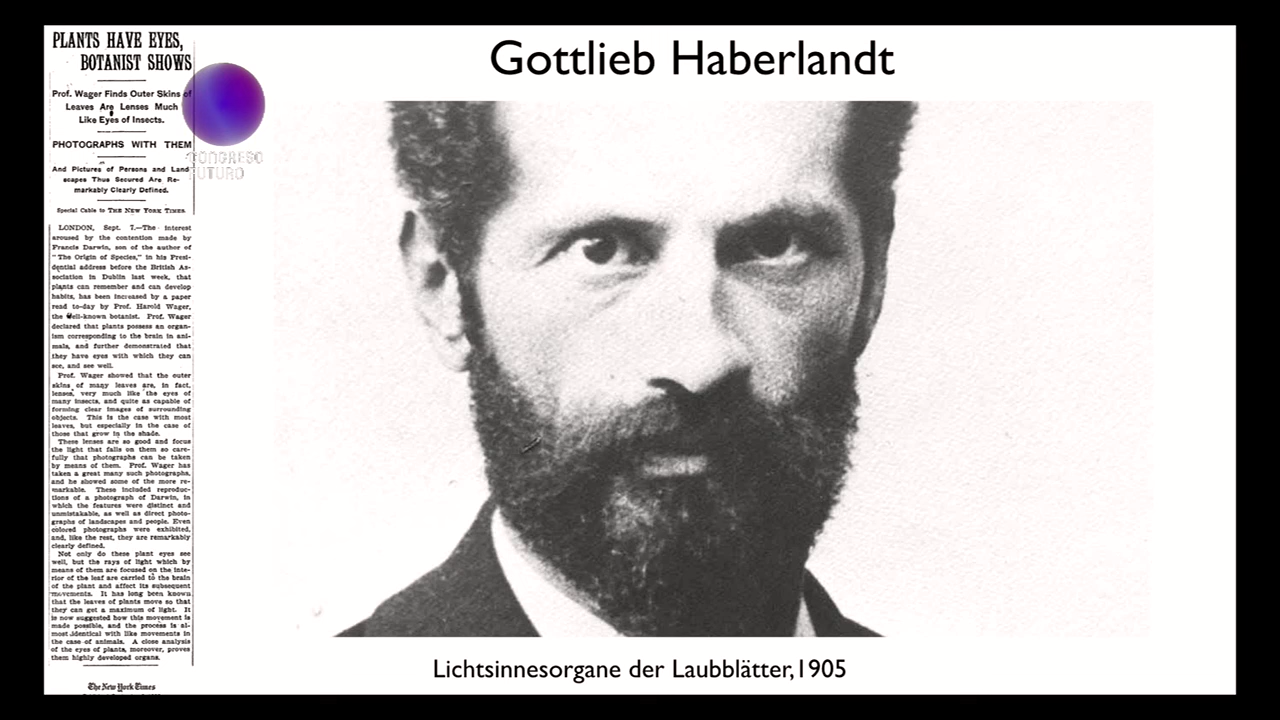 PLANTS HAVE EYES,
BOTANIST SHOWS
Prof. Wager Finds Outer Skins of
Leaves Are Lenses Much
Like Eyes of Insects.
PHOTOGRAPHS WITH THEM
And Pictures of Persons and Land-
scapes Thus Secured Are Re-
markably Clearly Defined.
Special Cable to THE NEW YORK TIMES.
LONDON, Sept. 7.—The interest
aroused by the contention made by
Francis Darwin, son of the author of
"The Origin of Species," in his Presi-
dential address before the British As-
sociation in Dublin last week, that
plants can remember and can develop
habits, has been increased by a paper
read to-day by Prof. Harold Wager,
the well-known botanist. Prof. Wager
declared that plants possess an organ-
ism corresponding to the brain in ani-
mals, and further demonstrated that
they have eyes with which they can
see, and see well.
Prof. Wager showed that the outer
skins of many leaves are, in fact,
lenses, very much like the eyes of
many insects, and quite as capable of
forming clear images of surrounding
objects. This is the case with most
leaves, but especially in the case of
those that grow in the shade.
These lenses are so good and focus
the light that falls on them so care-
fully that photographs can be taken
by means of them. Prof. Wager has
taken a great many such photographs,
and he showed some of the more re-
markable. These included reproduc-
tions of a photograph of Darwin, in
which the features were distinct and
unmistakable, as well as direct photo-
graphs of landscapes and people. Even
colored photographs were exhibited,
and, like the rest, they are remarkably
clearly defined.
Not only do these plant eyes see
well, but the rays of light which by
means of them are focused on the inte-
rior of the leaf are carried to the brain
of the plant and affect its subsequent
movements. It has long been known
that the leaves of plants move so that
they can get a maximum of light. It
is now suggested how this movement is
made possible, and the process is al-
most identical with like movements in
the case of animals. A close analysis
of the eyes of plants, moreover, proves
them highly developed organs.
The New York Times
CONGRESO
FUTURO
Gottlieb Haberlandt
Lichtsinnesorgane der Laubblätter,1905